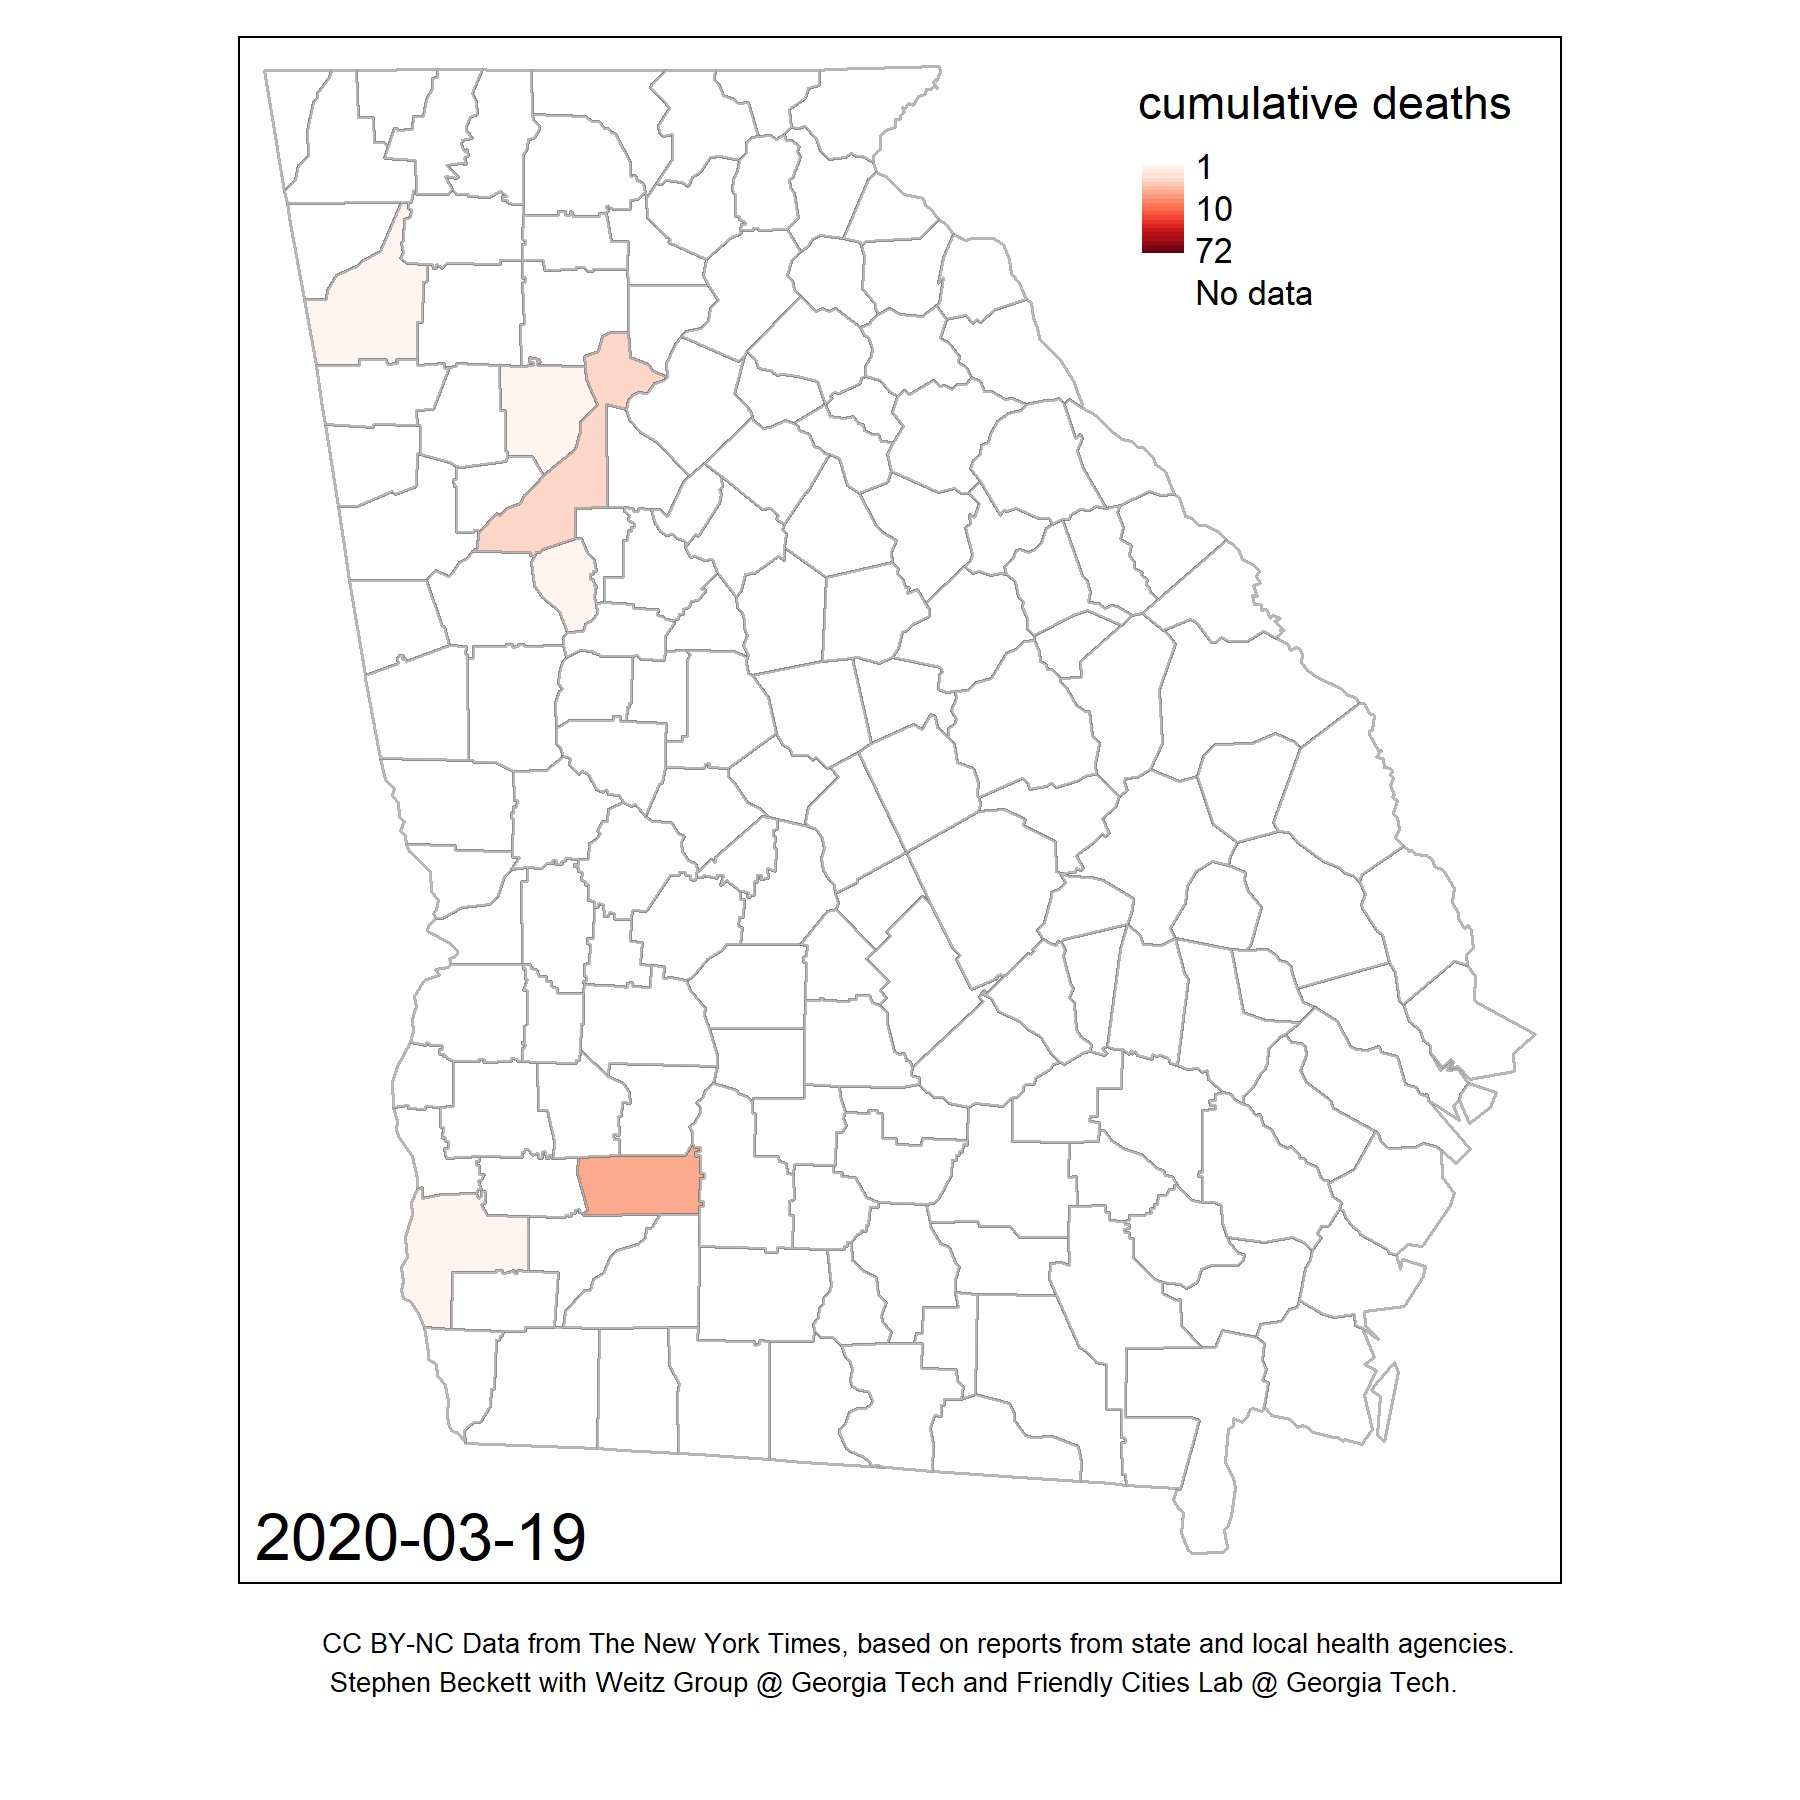 cumulative deaths
1
10
72
No data
2020-03-19
CC BY-NC Data from The New York Times, based on reports from state and local health agencies.
Stephen Beckett with Weitz Group @ Georgia Tech and Friendly Cities Lab @ Georgia Tech.